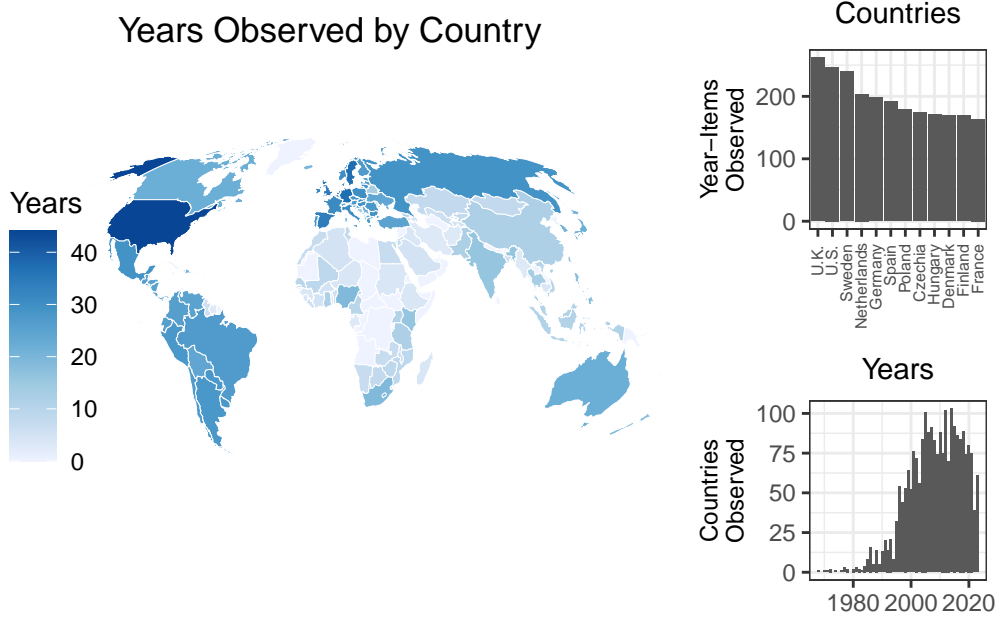 Years Observed by Country
Years
40
30
20
10
0
Countries
Year−Items
Observed
200
100
0
U.K.
U.S.
Sweden
Netherlands
Germany
Spain
Poland
Czechia
Hungary
Denmark
Finland
France
Years
Countries
Observed
100
75
50
25
0
1980 2000 2020